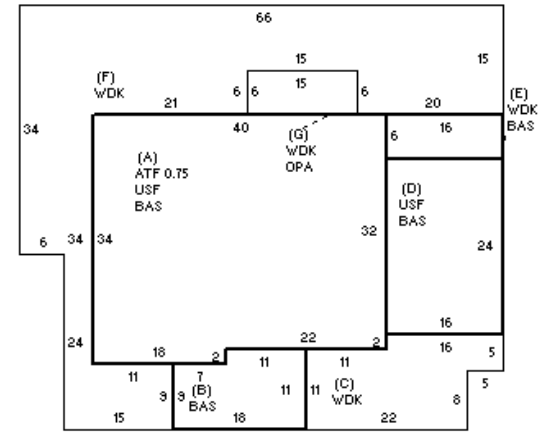 66
15
15
15
(F)
WDK
6
6
6
(E)
WDK
BAS
21
20
34
40
16
(G)
WDK
OPA
6
(A)
ATF 0.75
USF
BAS
(D)
USF
BAS
32
34
34
6
24
16
22
2
24
18
2
16
5
11
7
11
11
5
9
9
(B)
BAS
11
11
(C)
WDK
8
15
18
22